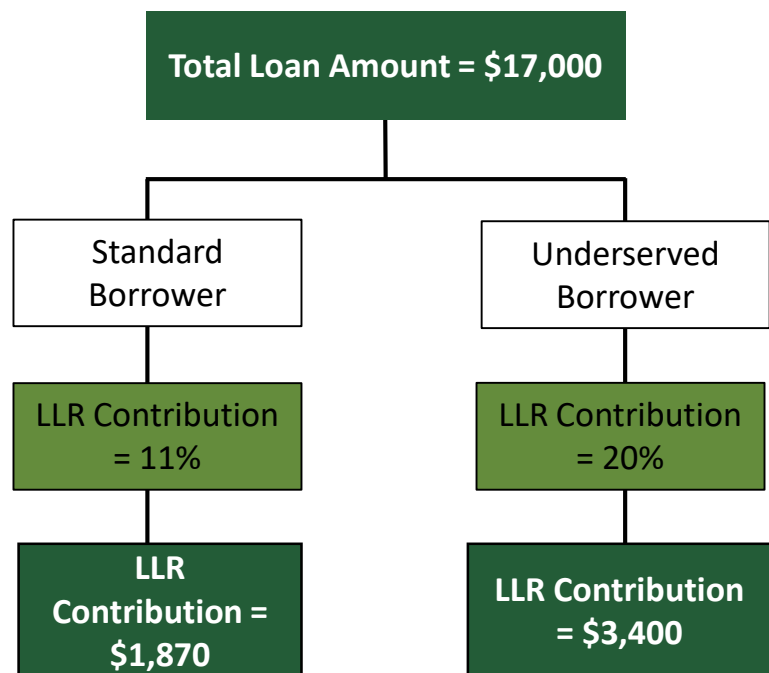 Total Loan Amount = $17,000
Standard
Borrower
Underserved
Borrower
LLR Contribution
= 11%
LLR Contribution
= 20%
LLR
Contribution =
$1,870
LLR Contribution
= $3,400